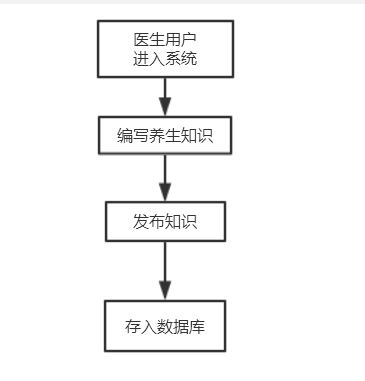 医生用户
进入系统
编写养生知识
发布知识
存入数据库